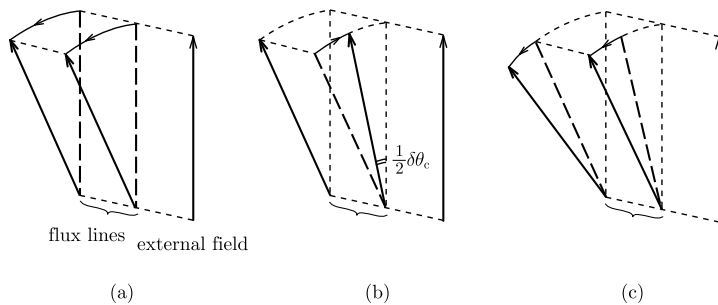 ½δθc
flux lines
external field
(a)
(b)
(c)